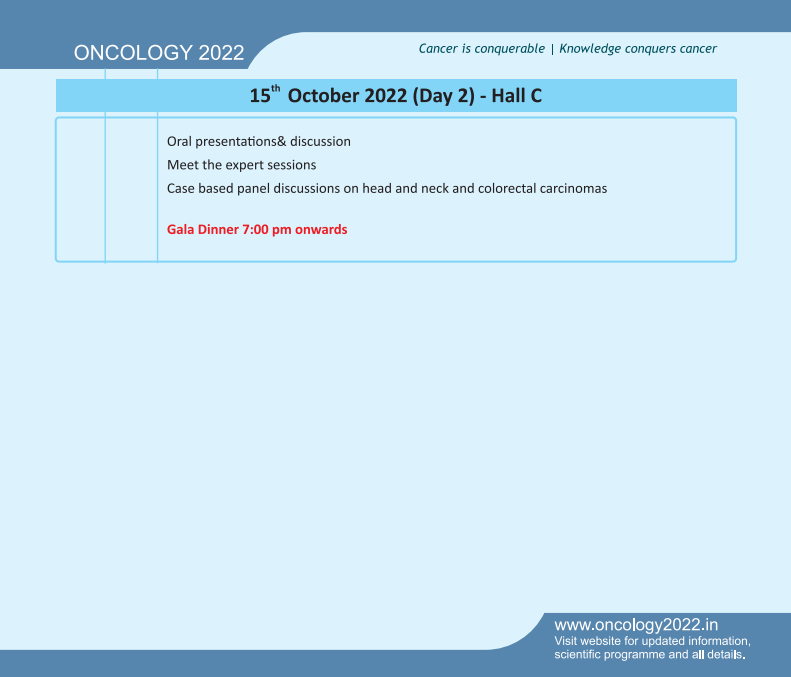 ONCOLOGY 2022
Cancer is conquerable | Knowledge conquers cancer
15th October 2022 (Day 2) - Hall C
Oral presentations& discussion
Meet the expert sessions
Case based panel discussions on head and neck and colorectal carcinomas
Gala Dinner 7:00 pm onwards
www.oncology2022.in
Visit website for updated information,
scientific programme and all details.